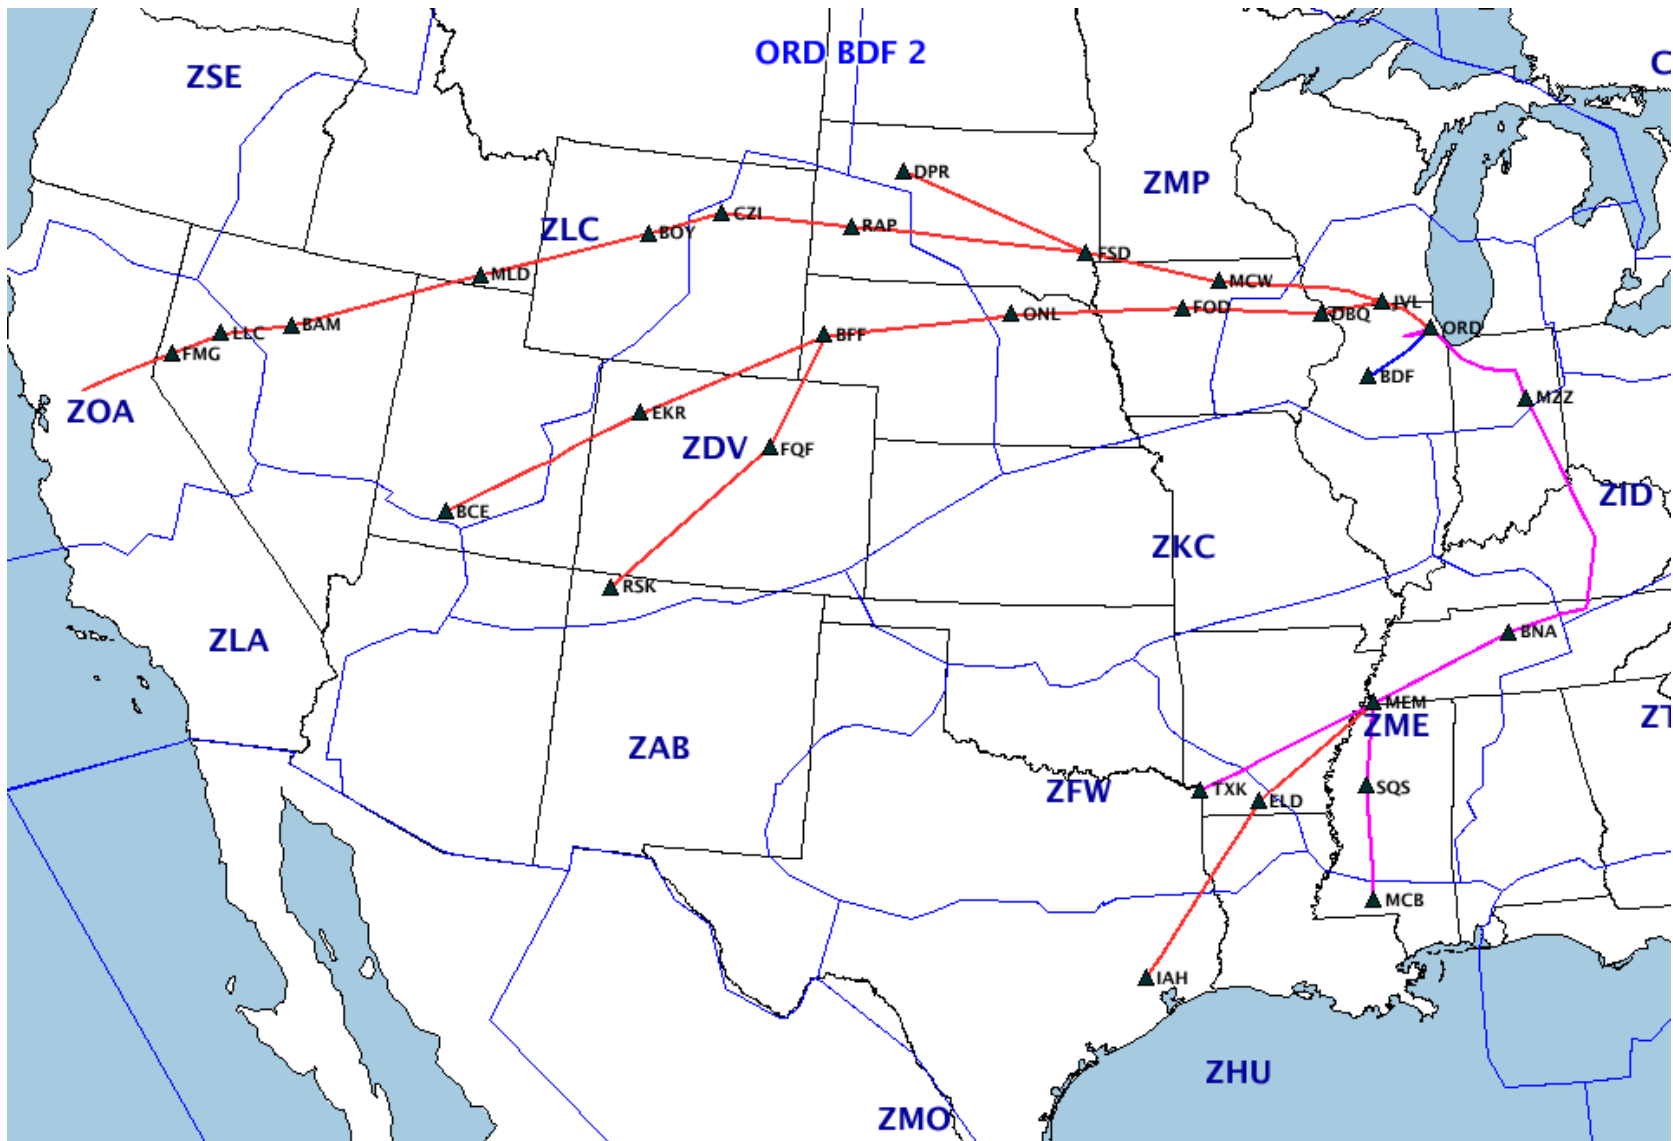 ORD BDF 2
ZSE
C
DPR
ZMP
CZI
ZLC
BOY
RAP
FSD
MLD
MCW
JVL
FOD
DBQ
ONL
BAM
LLC
ORD
BFF
FMG
BDF
MZZ
ZOA
EKR
ZDV
FQF
ZID
BCE
ZKC
RSK
BNA
ZLA
MEM
ZT
ZME
ZAB
SQS
ZFW
TXK
ELD
MCB
IAH
ZHU
ZMO